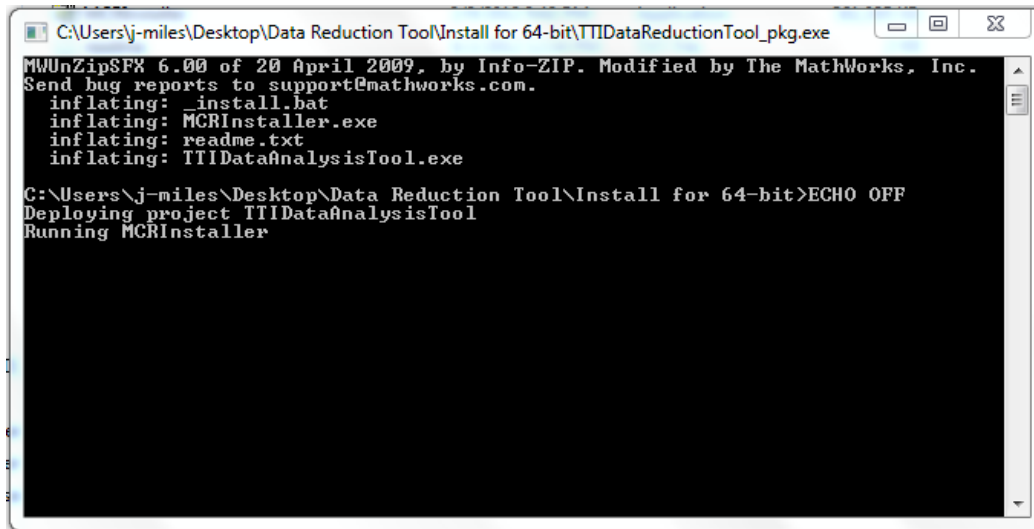 C:\Users\j-miles\Desktop\Data Reduction Tool\Install for 64-bit\TTIDataReductionTool_pkg.exe
MWUnZipSFX 6.00 of 20 April 2009, by Info-ZIP. Modified by The MathWorks, Inc.
Send bug reports to support@mathworks.com.
  inflating: _install.bat
  inflating: MCRInstaller.exe
  inflating: readme.txt
  inflating: TTIDataAnalysisTool.exe
C:\Users\j-miles\Desktop\Data Reduction Tool\Install for 64-bit>ECHO OFF
Deploying project TTIDataAnalysisTool
Running MCRInstaller